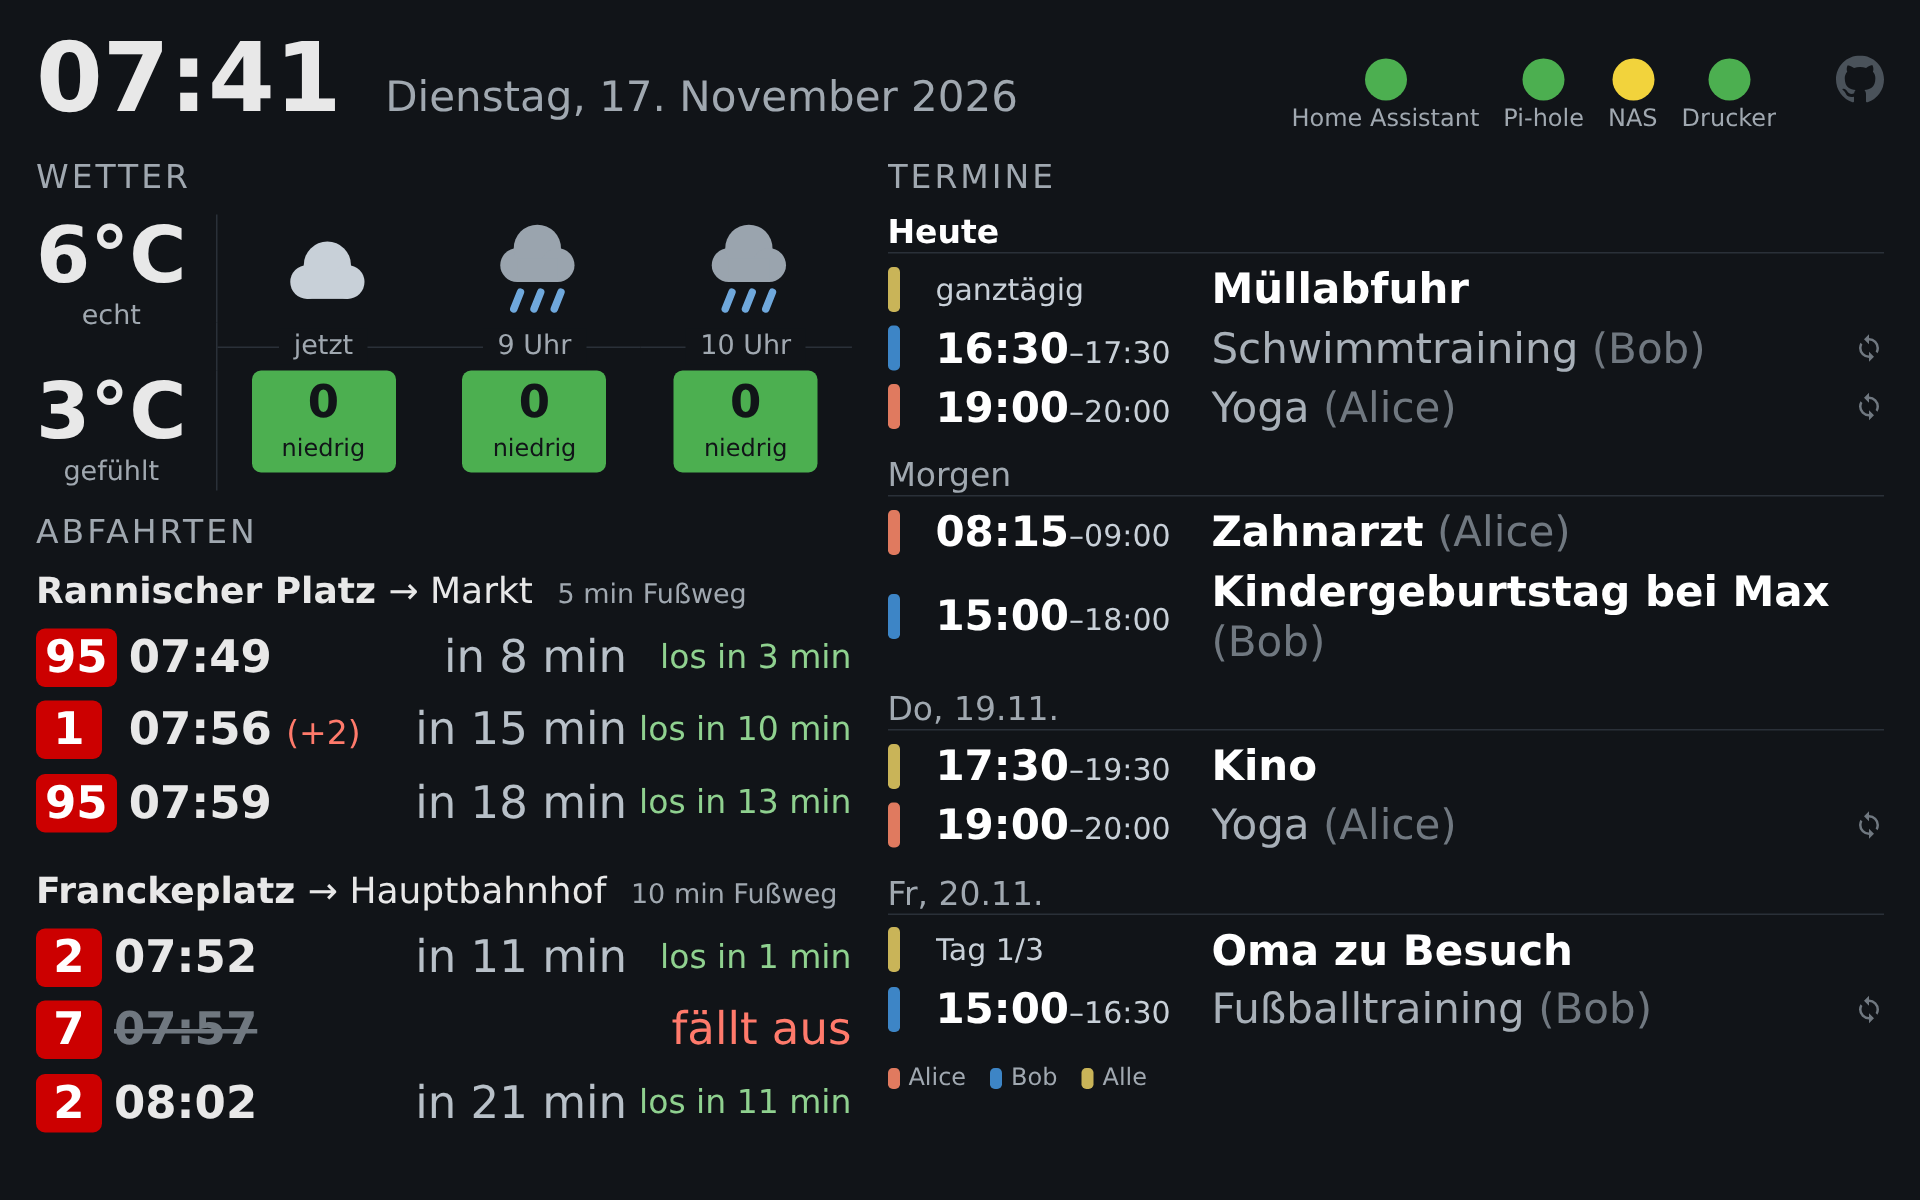 07:41 Dienstag, 17. November 2026
Home Assistant Pi-hole NAS Drucker
WETTER
6°C
echt
jetzt 9 Uhr 10 Uhr
3°C
gefühlt
0 0 0
niedrig niedrig niedrig
ABFAHRTEN
Rannischer Platz → Markt 5 min Fußweg
95 07:49 in 8 min los in 3 min
1 07:56 (+2) in 15 min los in 10 min
95 07:59 in 18 min los in 13 min
Franckeplatz → Hauptbahnhof 10 min Fußweg
2 07:52 in 11 min los in 1 min
7 07:57 fällt aus
2 08:02 in 21 min los in 11 min
TERMINE
Heute
ganztägig Müllabfuhr
16:30–17:30 Schwimmtraining (Bob)
19:00–20:00 Yoga (Alice)
Morgen
08:15–09:00 Zahnarzt (Alice)
15:00–18:00 Kindergeburtstag bei Max
(Bob)
Do, 19.11.
17:30–19:30 Kino
19:00–20:00 Yoga (Alice)
Fr, 20.11.
Tag 1/3 Oma zu Besuch
15:00–16:30 Fußballtraining (Bob)
Alice Bob Alle